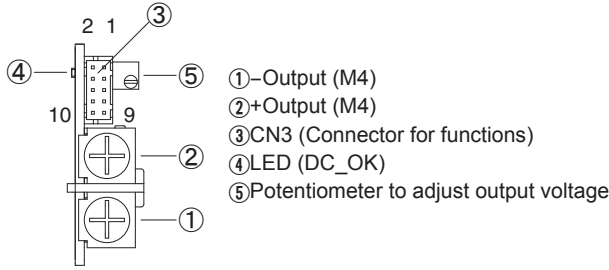 2 1
③
④
⑤
10
9
②
①
①−Output (M4)
②+Output (M4)
③CN3 (Connector for functions)
④LED (DC_OK)
⑤Potentiometer to adjust output voltage